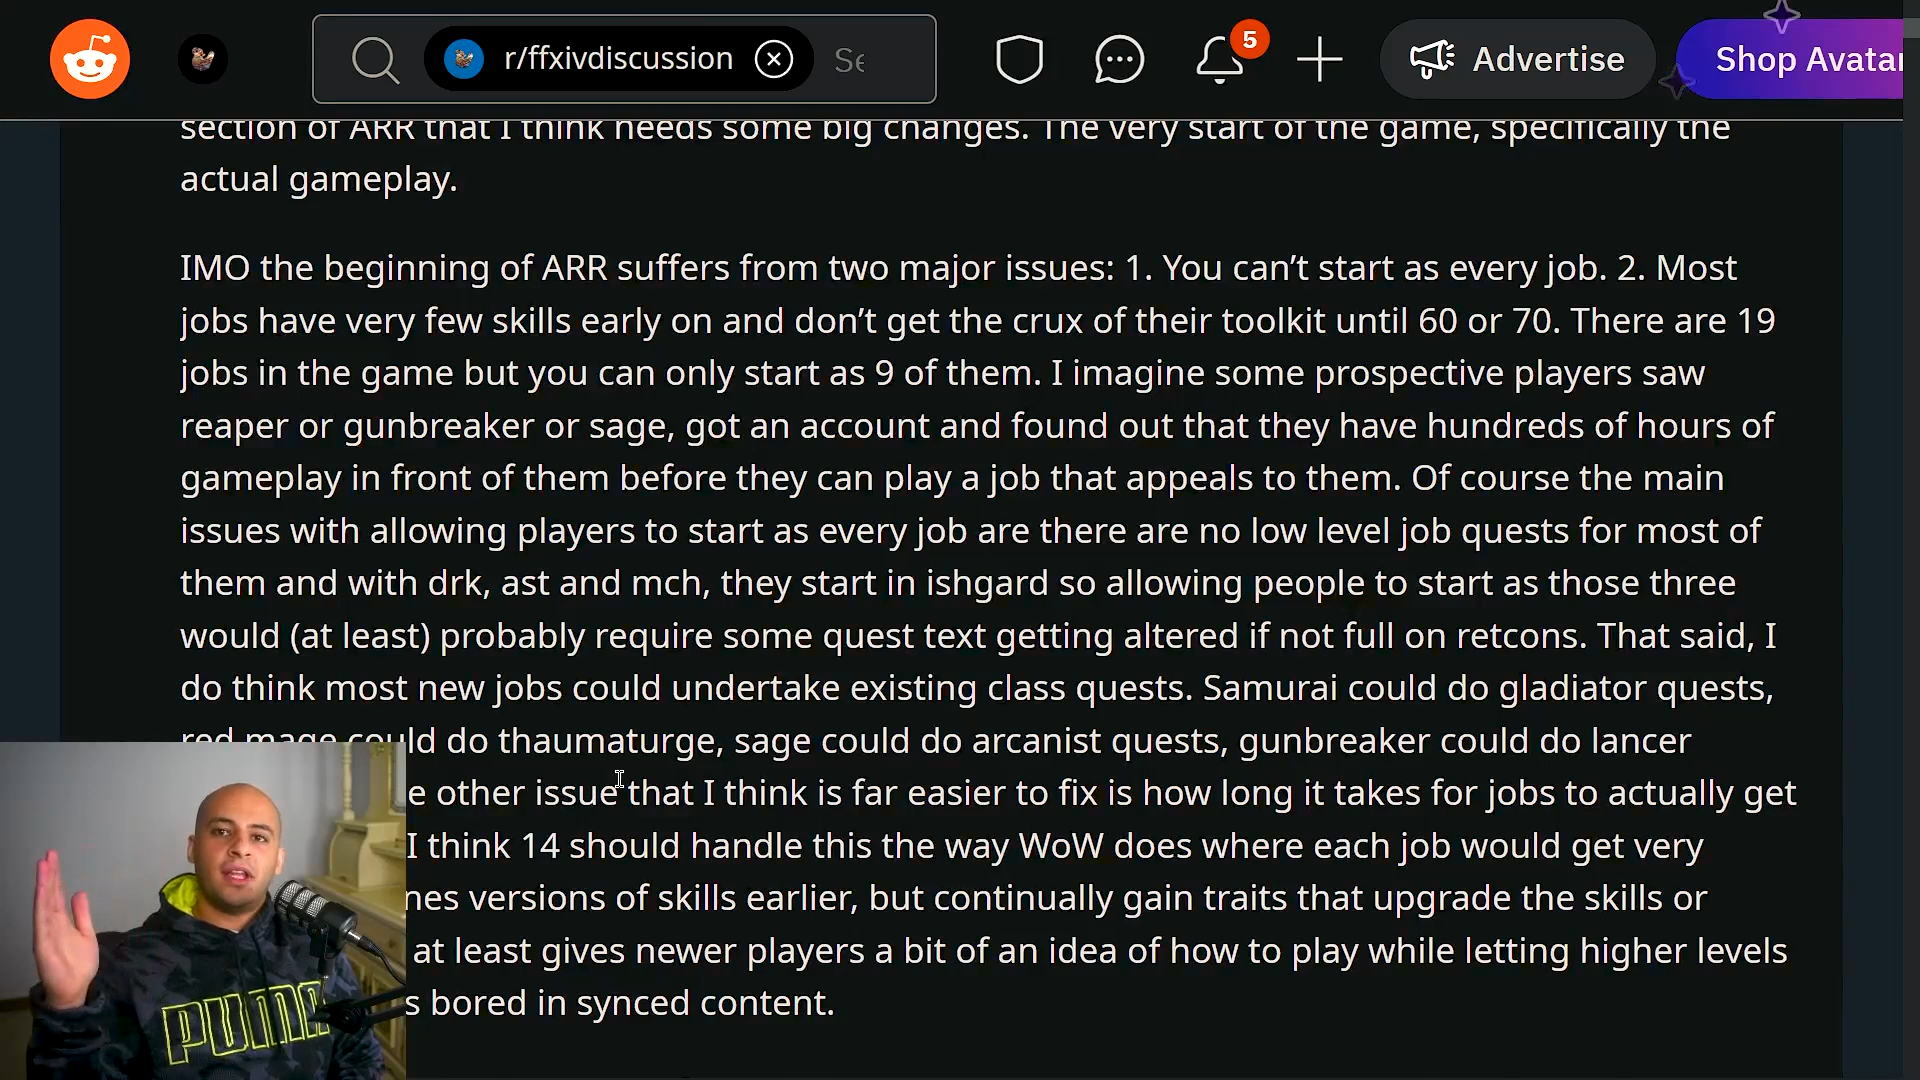 r/ffxivdiscussion
Se
5
Advertise
Shop Avatar
section of ARR that I think needs some big changes. The very start of the game, specifically the
actual gameplay.
IMO the beginning of ARR suffers from two major issues: 1. You can’t start as every job. 2. Most
jobs have very few skills early on and don’t get the crux of their toolkit until 60 or 70. There are 19
jobs in the game but you can only start as 9 of them. I imagine some prospective players saw
reaper or gunbreaker or sage, got an account and found out that they have hundreds of hours of
gameplay in front of them before they can play a job that appeals to them. Of course the main
issues with allowing players to start as every job are there are no low level job quests for most of
them and with drk, ast and mch, they start in ishgard so allowing people to start as those three
would (at least) probably require some quest text getting altered if not full on retcons. That said, I
do think most new jobs could undertake existing class quests. Samurai could do gladiator quests,
red mage could do thaumaturge, sage could do arcanist quests, gunbreaker could do lancer
e other issue that I think is far easier to fix is how long it takes for jobs to actually get
I think 14 should handle this the way WoW does where each job would get very
nes versions of skills earlier, but continually gain traits that upgrade the skills or
at least gives newer players a bit of an idea of how to play while letting higher levels
s bored in synced content.
PUMA